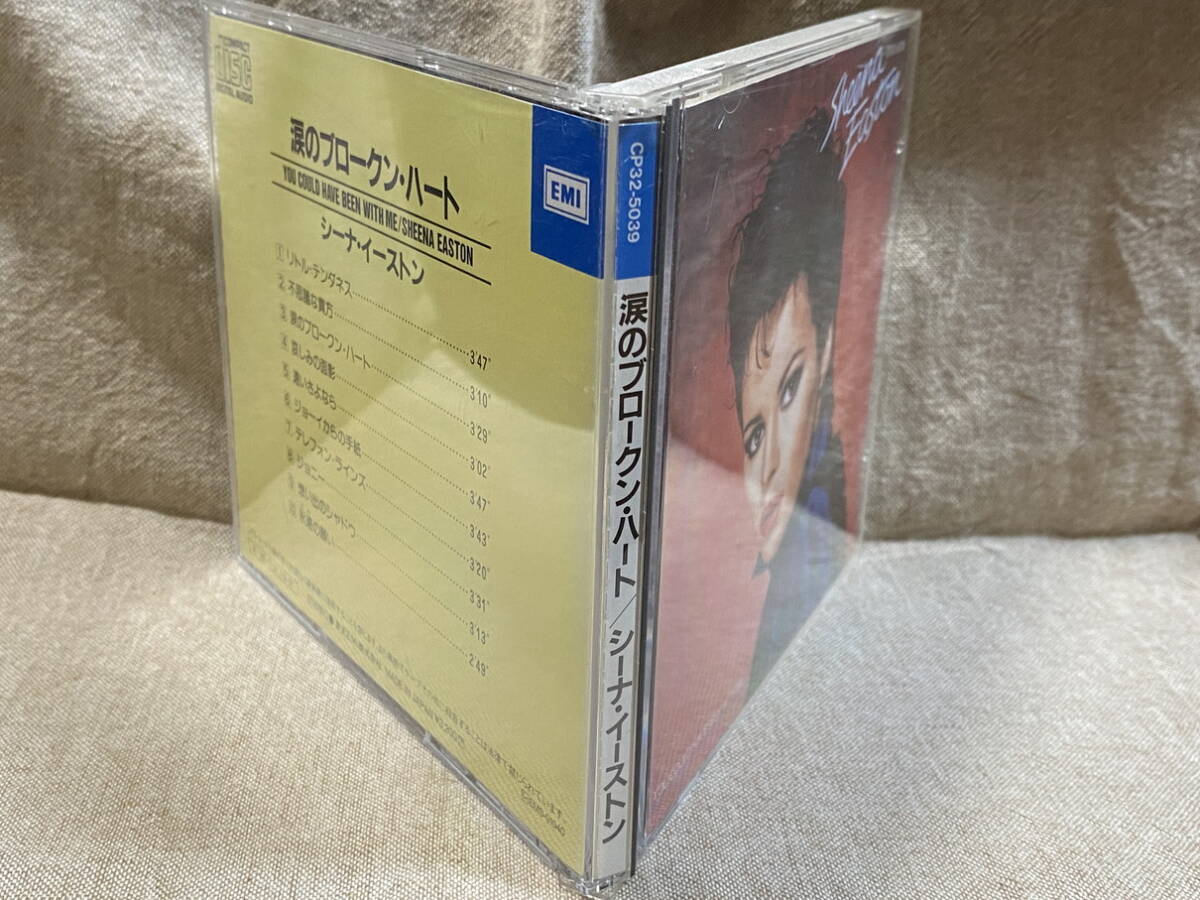 COMPACT
DISC
DIGITAL AUDIO
涙のブロークン・ハート
YOU COULD HAVE BEEN WITH ME/SHEENA EASTON
シーナ・イーストン
EMI
1. リトル・テンダネス 3'47"
2. 不思議な貴方 3'10"
3. 涙のブロークン・ハート 3'29"
4. 哀しみの面影 3'02"
5. 遠いさよなら 3'47"
6. ジョーイからの手紙 3'43"
7. テレフォン・ラインズ 3'20"
8. ジョニー 3'31"
9. 想い出のシャドウ 3'13"
10. 永遠の願い 2'49"
MADE IN JAPAN
CP32-5039
涙のブロークン・ハート/シーナ・イーストン
Sheena
Easton